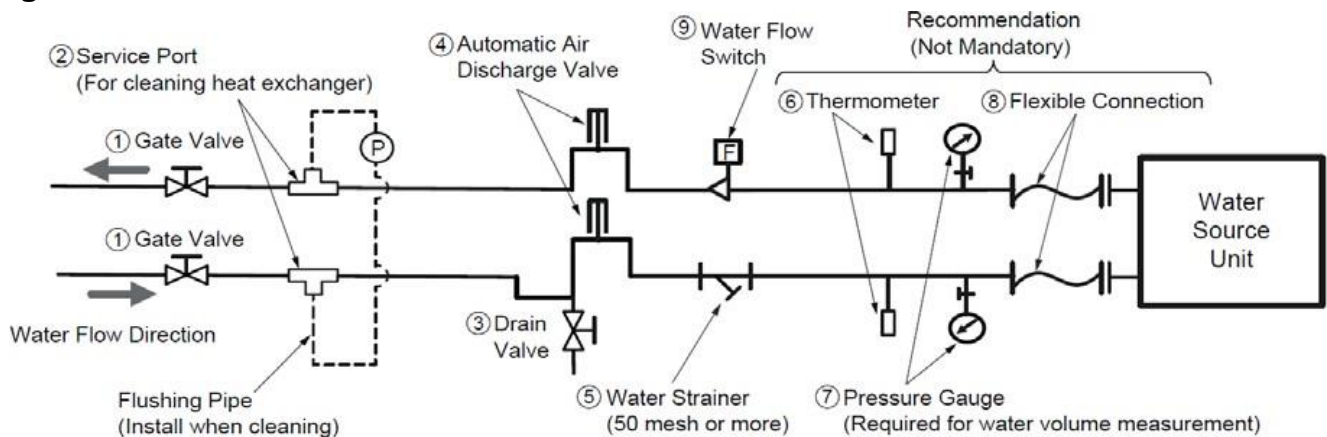 ② Service Port
(For cleaning heat exchanger)
④ Automatic Air
Discharge Valve
⑨ Water Flow
Switch
Recommendation
(Not Mandatory)
⑥ Thermometer
⑧ Flexible Connection
① Gate Valve
P
F
① Gate Valve
Water
Source
Unit
Water Flow Direction
③ Drain
Valve
Flushing Pipe
(Install when cleaning)
⑤ Water Strainer
(50 mesh or more)
⑦ Pressure Gauge
(Required for water volume measurement)